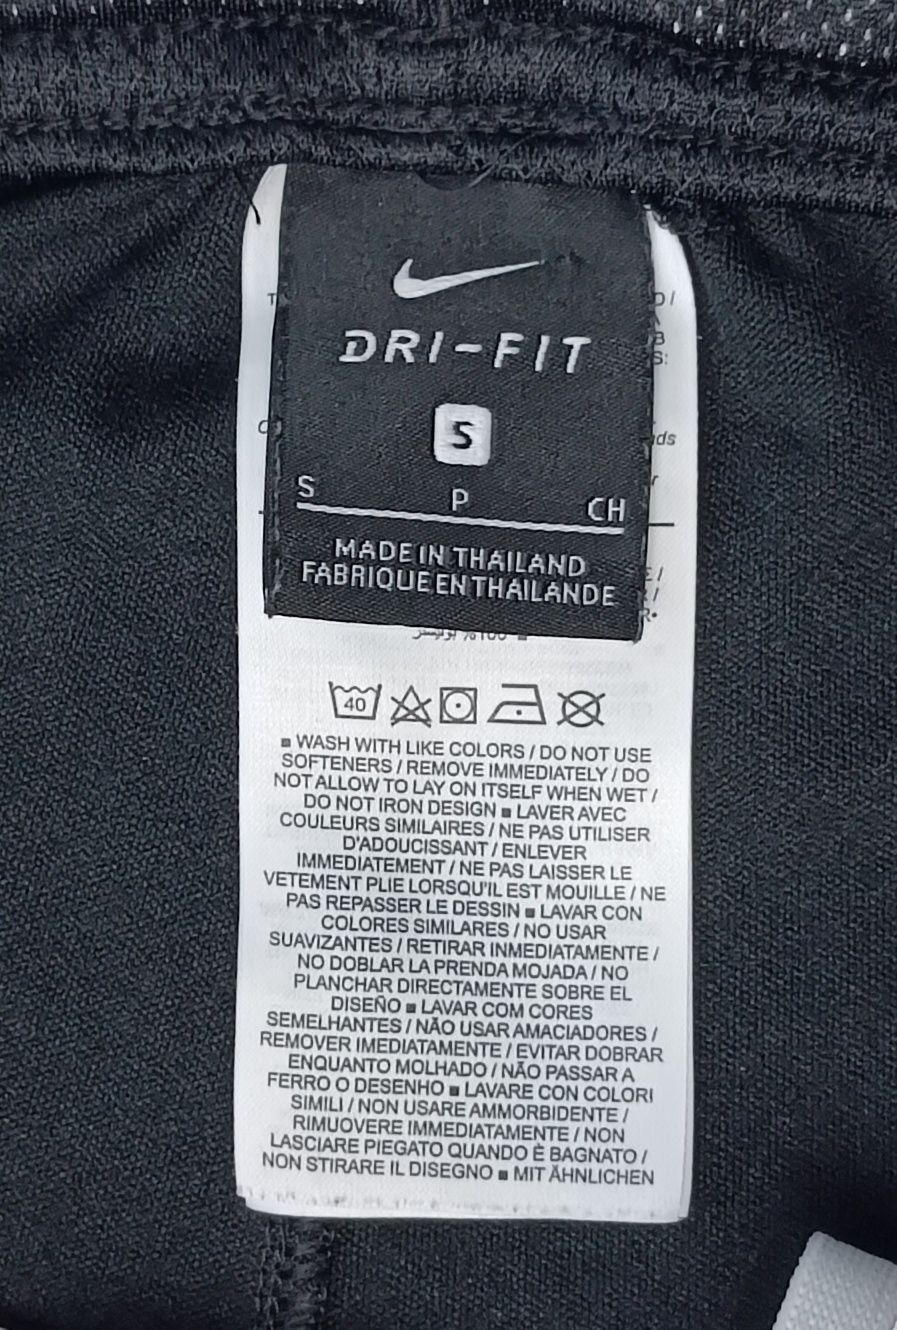 DRI-FIT
S
S P CH
MADE IN THAILAND
FABRIQUE EN THAILANDE
40
■ WASH WITH LIKE COLORS / DO NOT USE
SOFTENERS / REMOVE IMMEDIATELY / DO
NOT ALLOW TO LAY ON ITSELF WHEN WET /
DO NOT IRON DESIGN ■ LAVER AVEC
COULEURS SIMILAIRES / NE PAS UTILISER
D'ADOUCISSANT / ENLEVER
IMMEDIATEMENT / NE PAS LAISSER LE
VETEMENT PLIE LORSQU'IL EST MOUILLE / NE
PAS REPASSER LE DESSIN ■ LAVAR CON
COLORES SIMILARES / NO USAR
SUAVIZANTES / RETIRAR INMEDIATAMENTE /
NO DOBLAR LA PRENDA MOJADA / NO
PLANCHAR DIRECTAMENTE SOBRE EL
DISEÑO ■ LAVAR COM CORES
SEMELHANTES / NÃO USAR AMACIADORES /
REMOVER IMEDIATAMENTE / EVITAR DOBRAR
ENQUANTO MOLHADO / NÃO PASSAR A
FERRO O DESENHO ■ LAVARE CON COLORI
SIMILI / NON USARE AMMORBIDENTE /
RIMUOVERE IMMEDIATAMENTE / NON
LASCIARE PIEGATO QUANDO È BAGNATO /
NON STIRARE IL DISEGNO ■ MIT ÄHNLICHEN